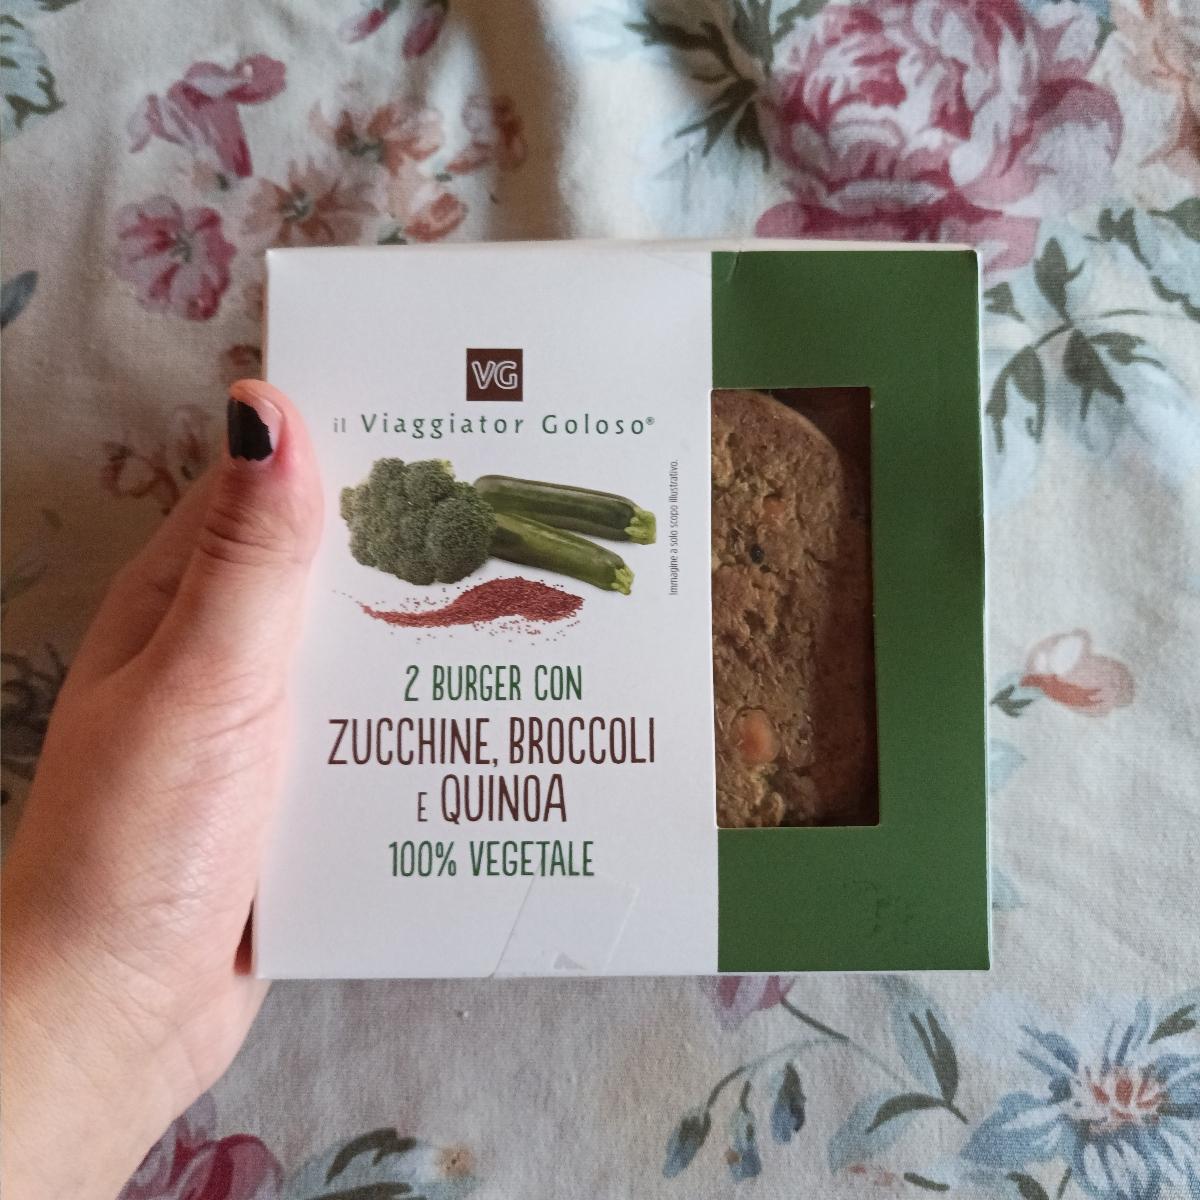 VG
il Viaggiator Goloso®
Immagine a solo scopo illustrativo.
2 BURGER CON
ZUCCHINE, BROCCOLI
E QUINOA
100% VEGETALE